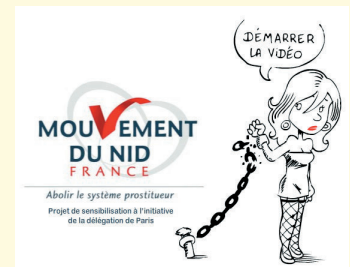 DÉMARRER
LA VIDÉO
MOUVEMENT
DU NID
FRANCE
Abolir le système prostitueur
Projet de sensibilisation à l'initiative
de la délégation de Paris